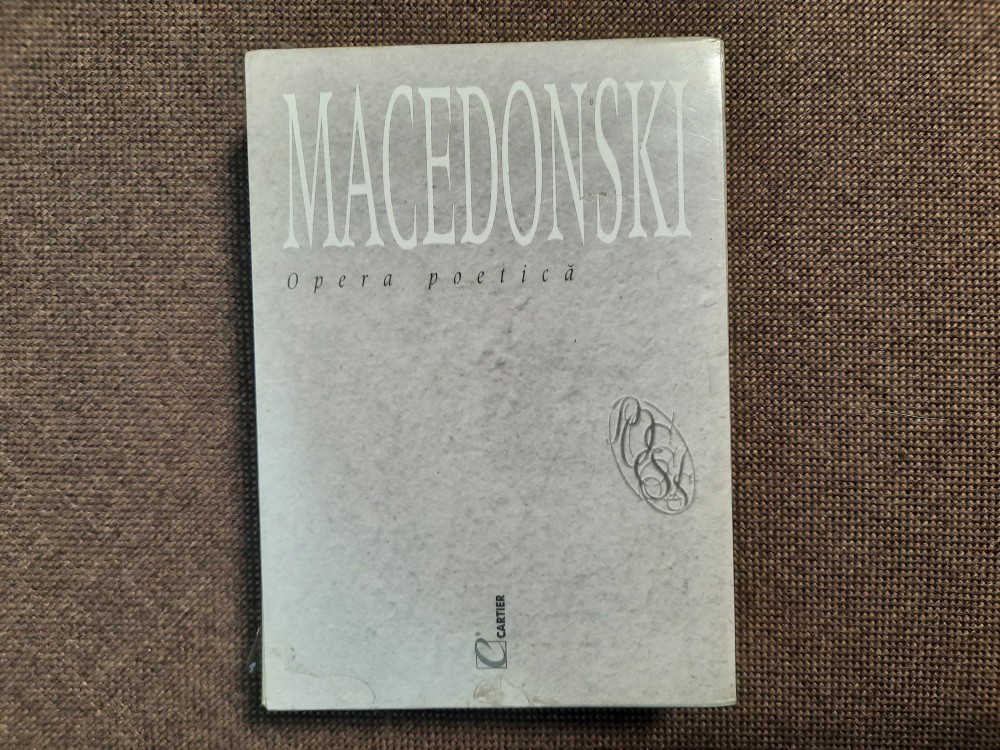 MACEDONSKI
Opera poetică
CARTIER